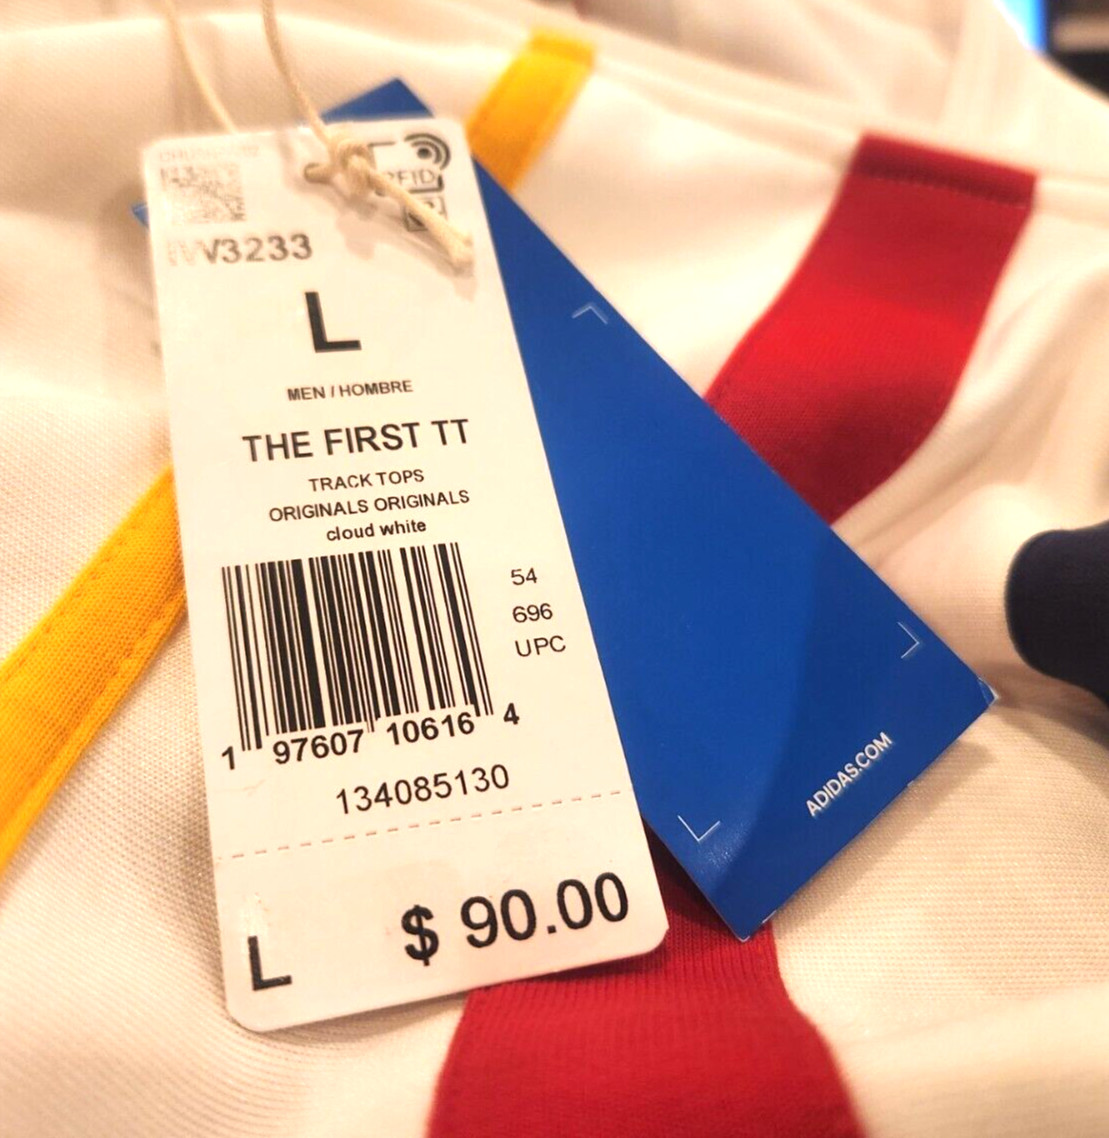 RFID
IW3233
L
MEN / HOMBRE
THE FIRST TT
TRACK TOPS
ORIGINALS ORIGINALS
cloud white
54
696
UPC
1 97607 10616 4
134085130
L $ 90.00
ADIDAS.COM